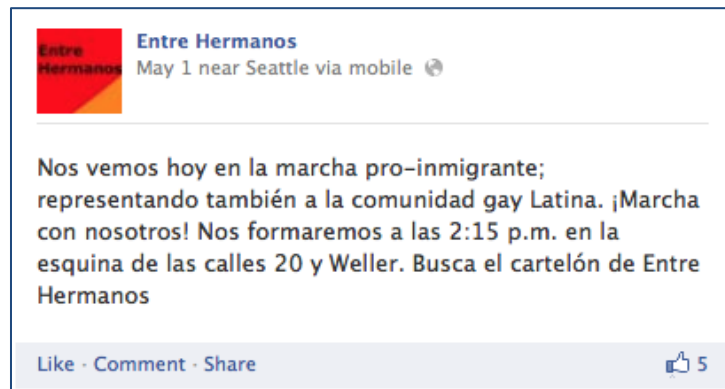 Entre
Hermanos
Entre Hermanos
May 1 near Seattle via mobile
Nos vemos hoy en la marcha pro-inmigrante;
representando también a la comunidad gay Latina. ¡Marcha
con nosotros! Nos formaremos a las 2:15 p.m. en la
esquina de las calles 20 y Weller. Busca el cartelón de Entre
Hermanos
Like · Comment · Share 5